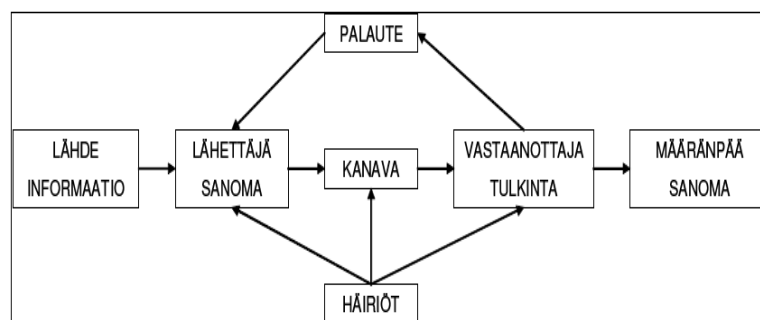 PALAUTE
LÄHDE
INFORMAATIO
LÄHETTÄJÄ
SANOMA
KANAVA
VASTAANOTTAJA
TULKINTA
MÄÄRÄNPÄÄ
SANOMA
HÄIRIÖT